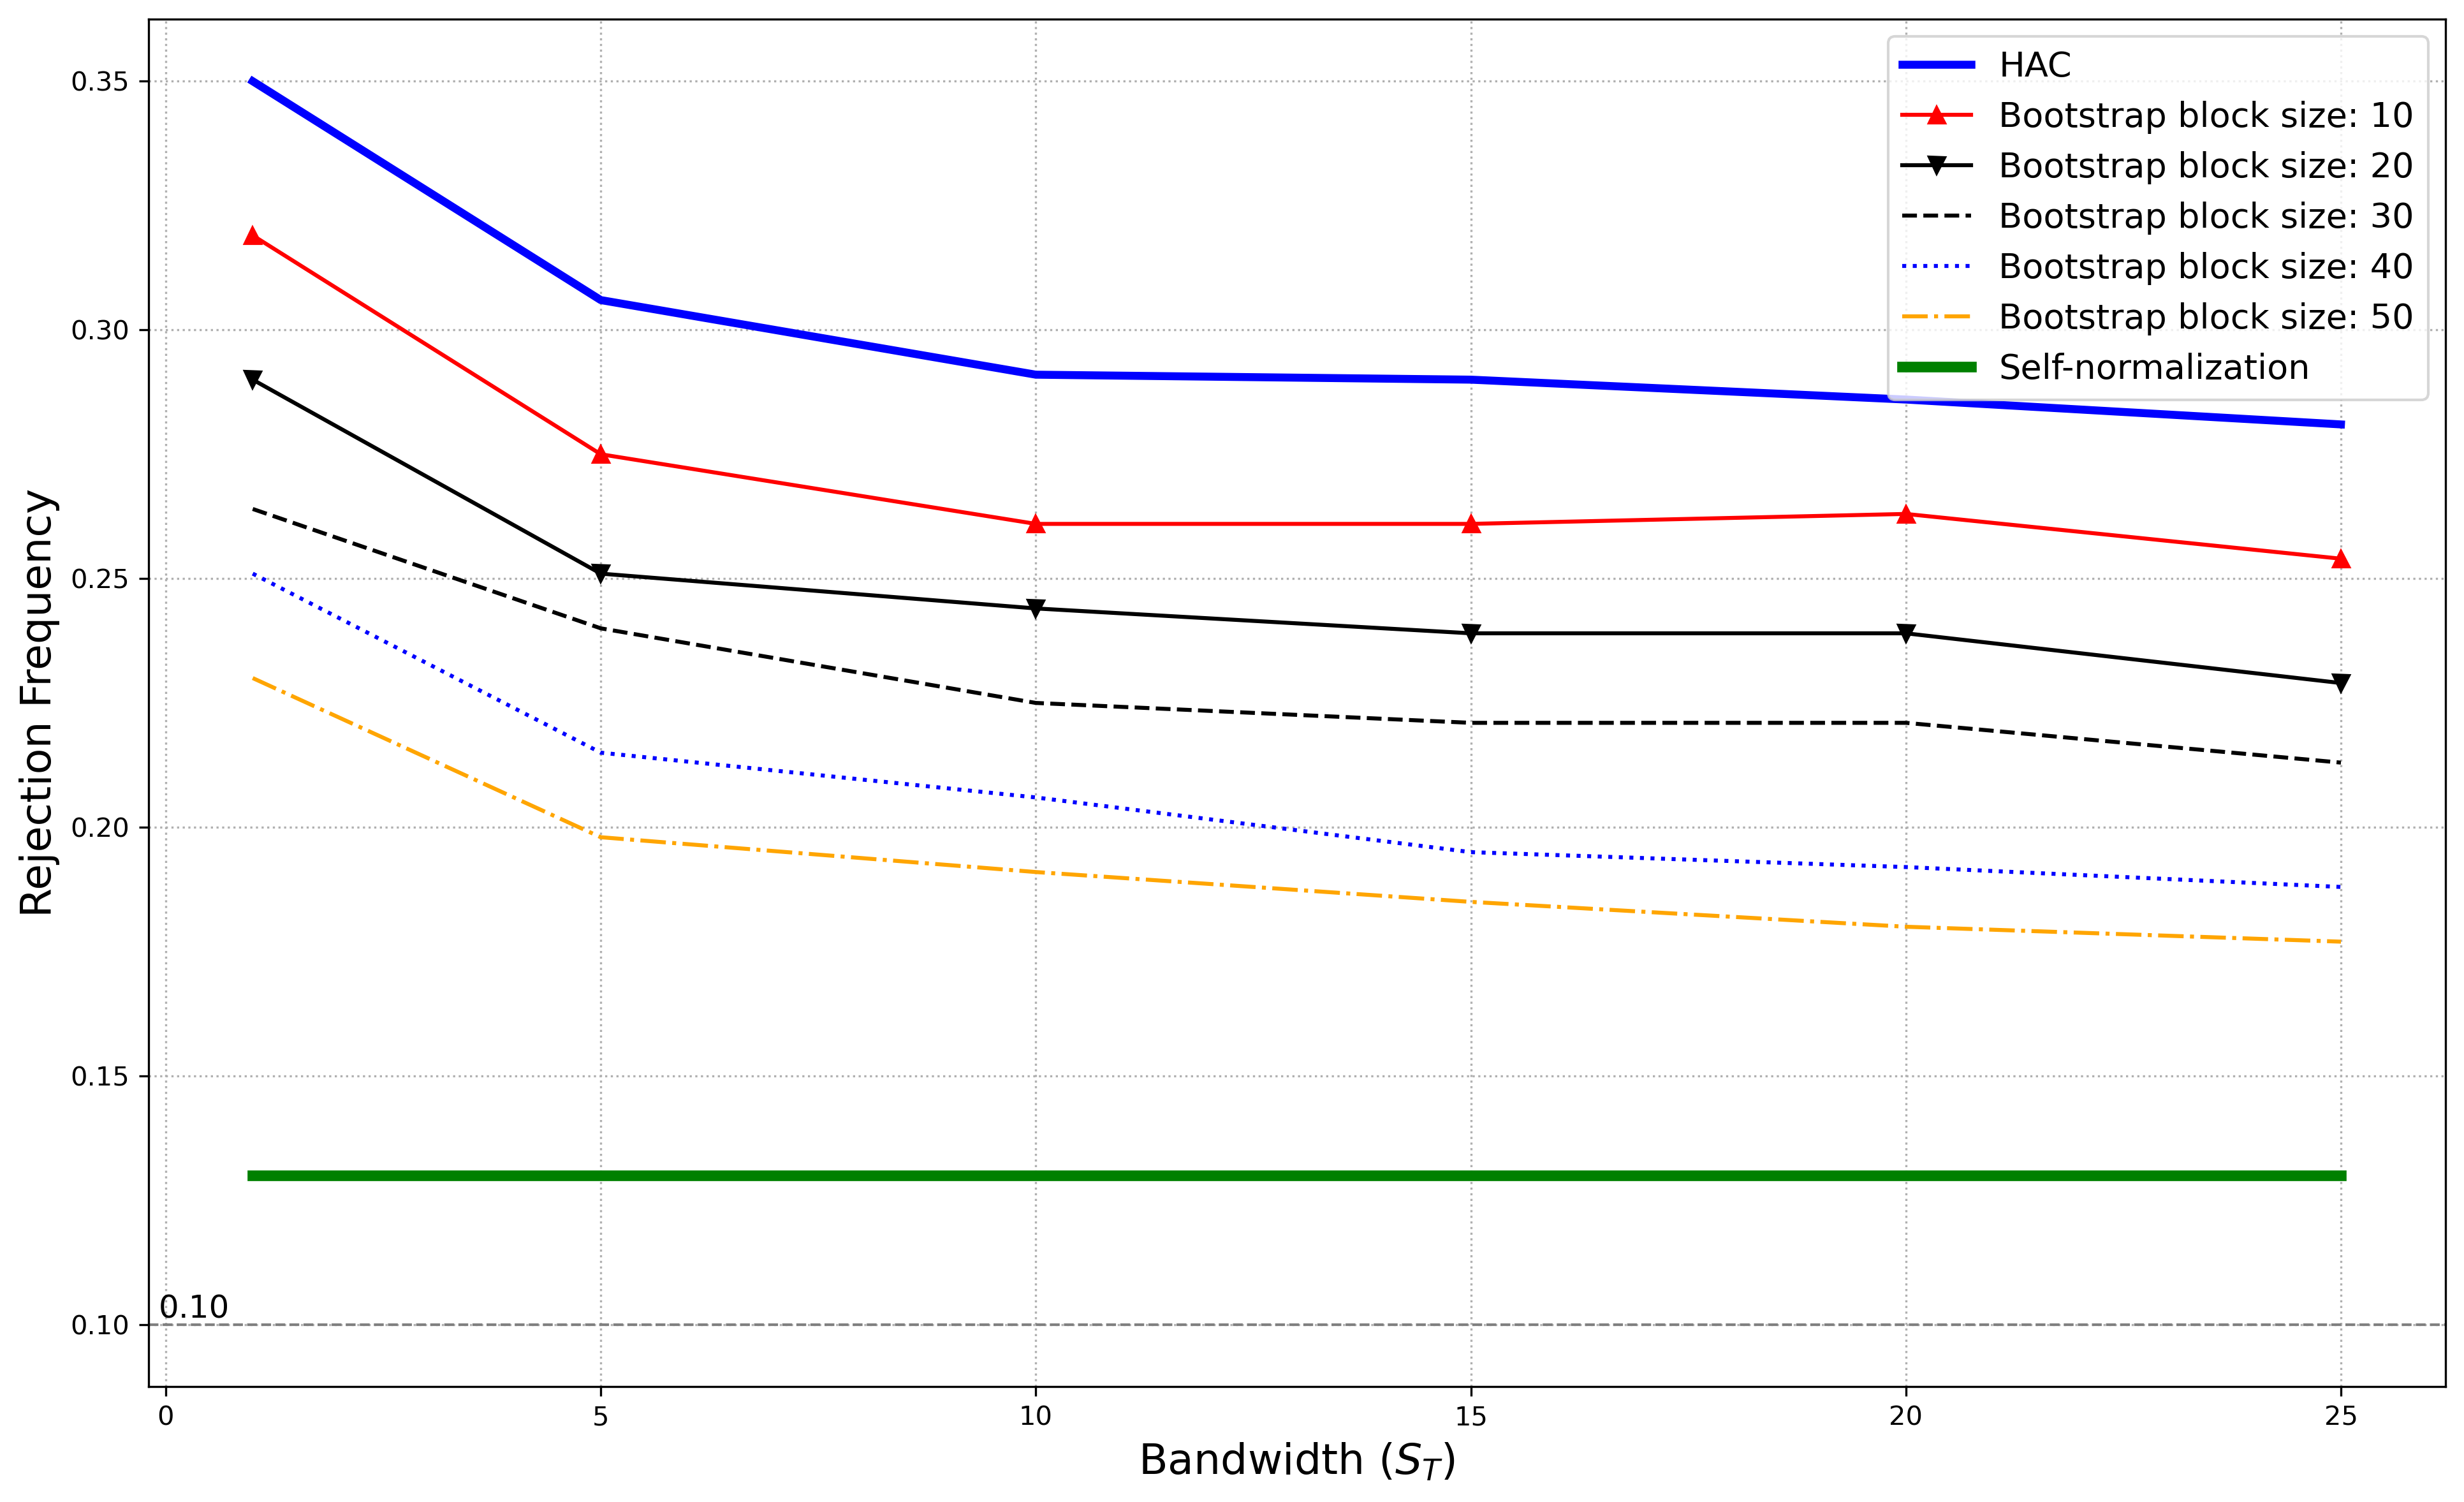 HAC
Bootstrap block size: 10
Bootstrap block size: 20
Bootstrap block size: 30
Bootstrap block size: 40
Bootstrap block size: 50
Self-normalization
0.35
0.30
0.25
0.20
0.15
0.10
0.10
Rejection Frequency
0 5 10 15 20 25
Bandwidth (S_T)